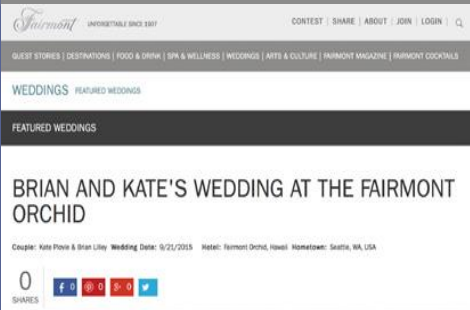 Fairmont UNFORGETTABLE SINCE 1907 CONTEST | SHARE | ABOUT | JOIN | LOGIN |
GUEST STORIES | DESTINATIONS | FOOD & DRINK | SPA & WELLNESS | WEDDINGS | ARTS & CULTURE | FAIRMONT MAGAZINE | FAIRMONT COCKTAILS
WEDDINGS FEATURED WEDDINGS
FEATURED WEDDINGS
BRIAN AND KATE'S WEDDING AT THE FAIRMONT
ORCHID
Couple: Kate Plovie & Brian Lilley Wedding Date: 9/21/2015 Hotel: Fairmont Orchid, Hawaii Hometown: Seattle, WA, USA
0
SHARES
f 0 0 g+ 0